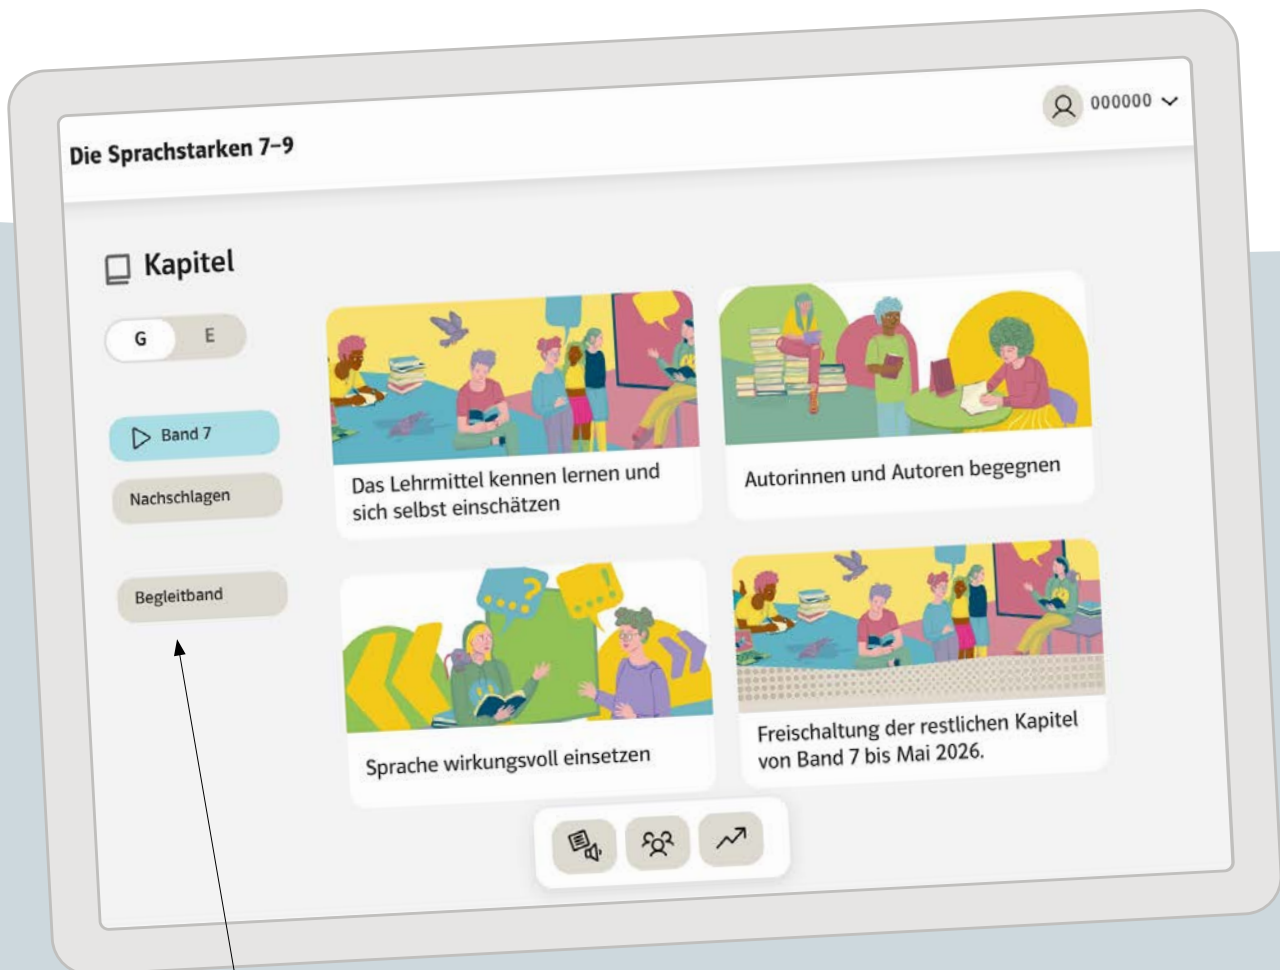 Die Sprachstarken 7–9
000000
Kapitel
G
E
Band 7
Nachschlagen
Begleitband
Das Lehrmittel kennen lernen und
sich selbst einschätzen
Autorinnen und Autoren begegnen
...?
...!
Sprache wirkungsvoll einsetzen
Freischaltung der restlichen Kapitel
von Band 7 bis Mai 2026.